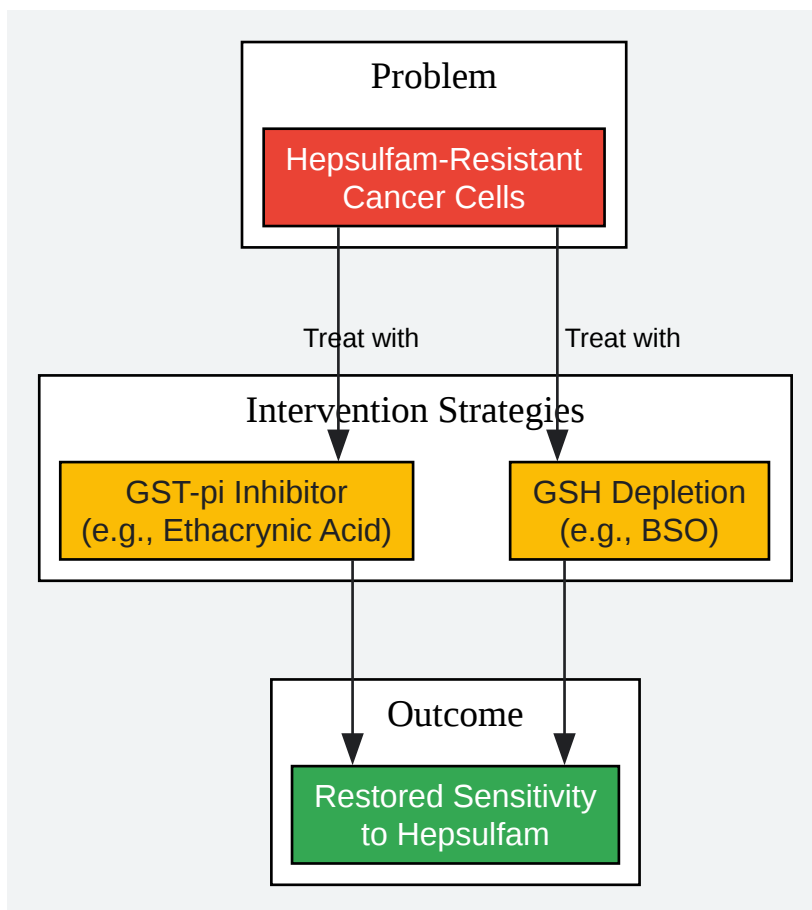 Problem
Hepsulfam-Resistant
Cancer Cells
Treat with
Treat with
Intervention Strategies
GST-pi Inhibitor
(e.g., Ethacrynic Acid)
GSH Depletion
(e.g., BSO)
Outcome
Restored Sensitivity
to Hepsulfam